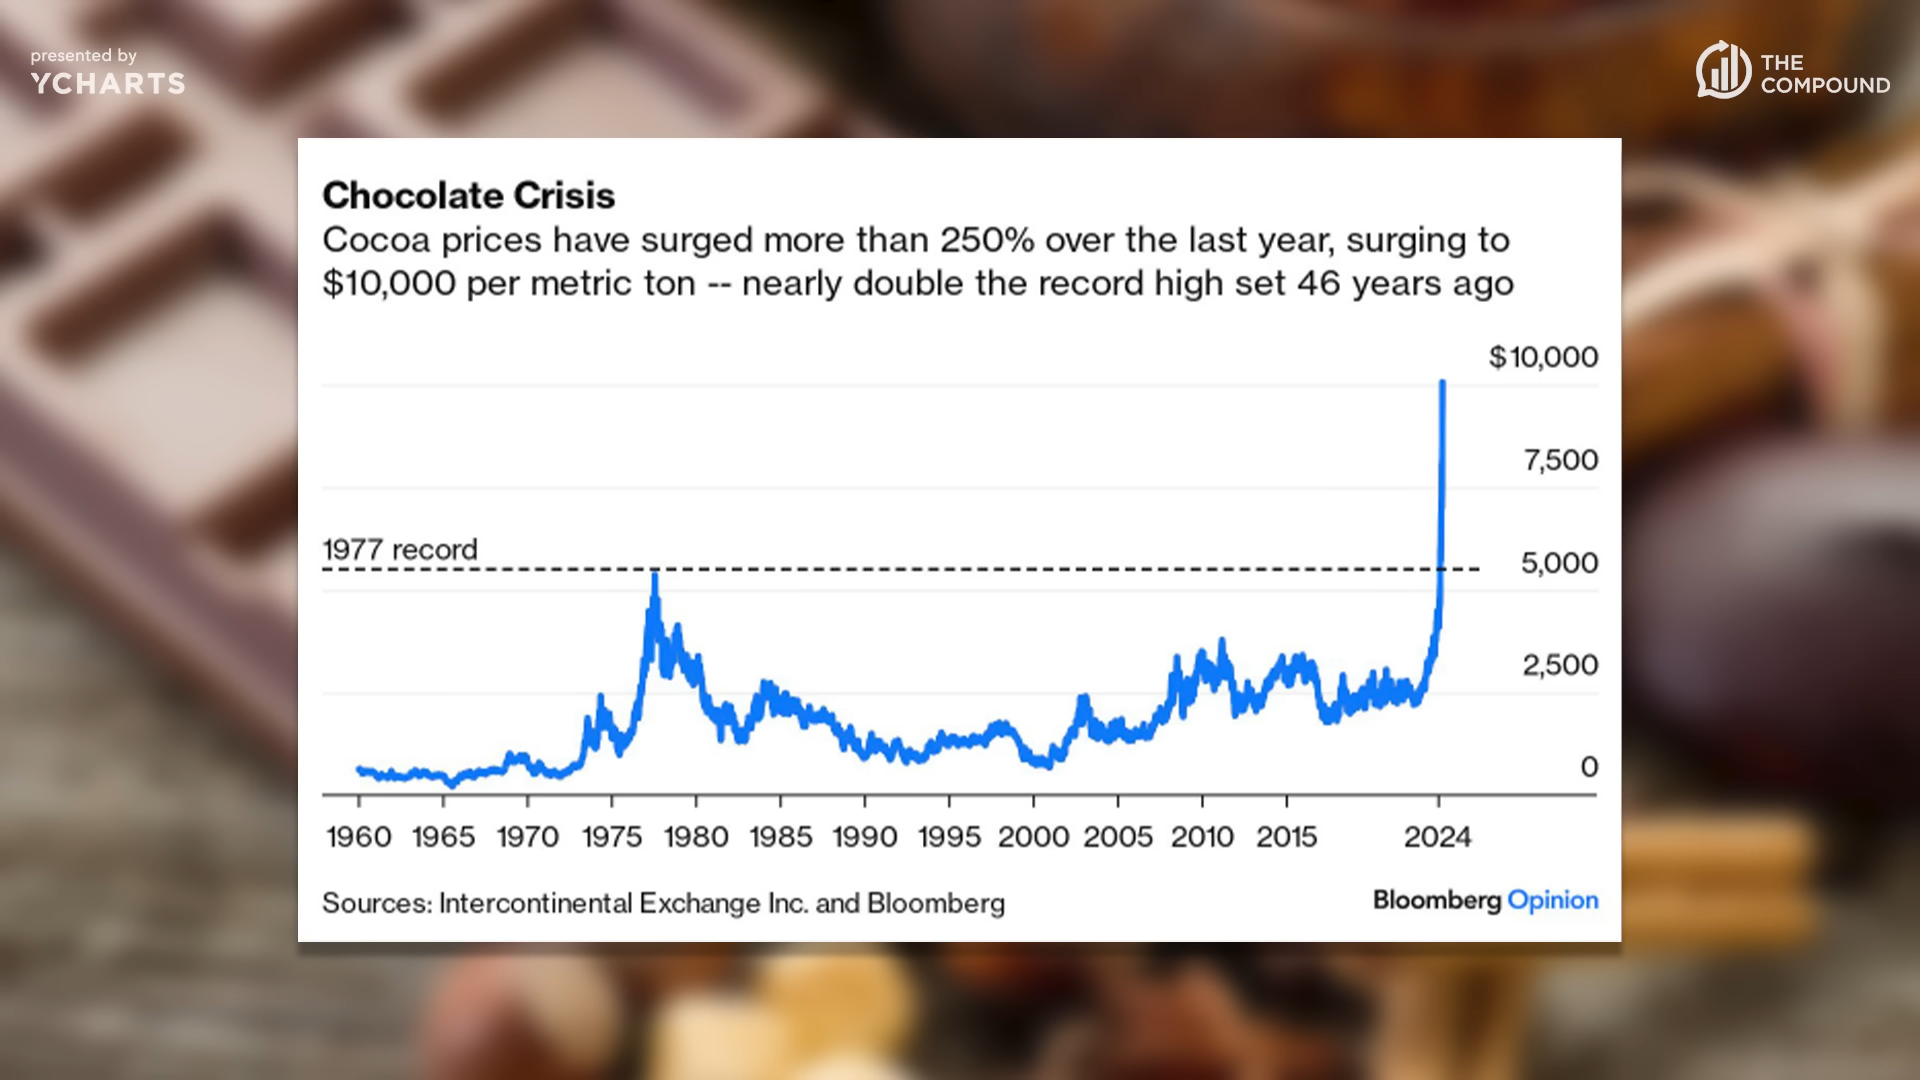 presented by
YCHARTS
THE
COMPOUND
Chocolate Crisis
Cocoa prices have surged more than 250% over the last year, surging to
$10,000 per metric ton -- nearly double the record high set 46 years ago
$10,000
7,500
1977 record
5,000
2,500
0
1960 1965 1970 1975 1980 1985 1990 1995 2000 2005 2010 2015 2024
Sources: Intercontinental Exchange Inc. and Bloomberg
Bloomberg Opinion